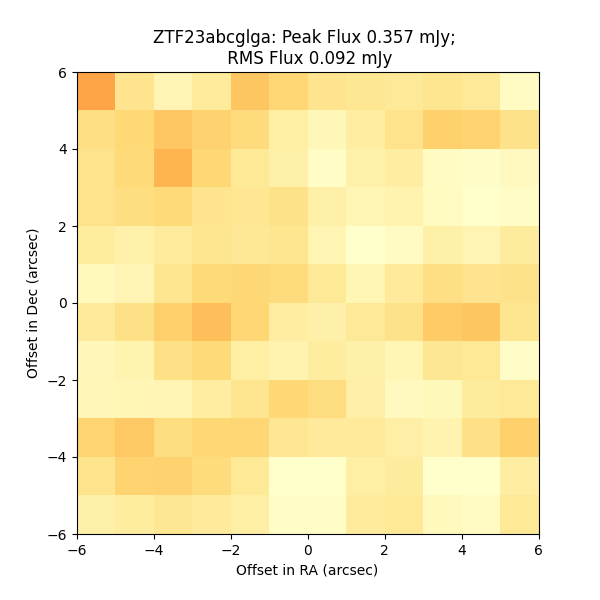 ZTF23abcglga: Peak Flux 0.357 mJy;
RMS Flux 0.092 mJy
6
4
2
0
−2
−4
−6
Offset in Dec (arcsec)
−6 −4 −2 0 2 4 6
Offset in RA (arcsec)